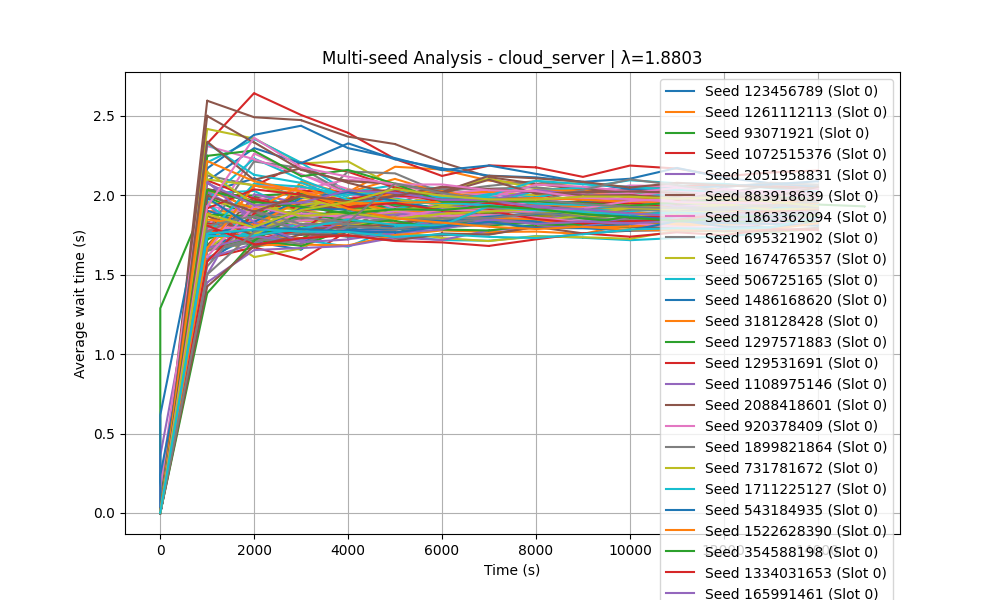 Multi-seed Analysis - cloud_server | λ=1.8803
Average wait time (s)
2.5
2.0
1.5
1.0
0.5
0.0
0 2000 4000 6000 8000 10000
Time (s)
Seed 123456789 (Slot 0)
Seed 1261112113 (Slot 0)
Seed 93071921 (Slot 0)
Seed 1072515376 (Slot 0)
Seed 2051958831 (Slot 0)
Seed 883918639 (Slot 0)
Seed 1863362094 (Slot 0)
Seed 695321902 (Slot 0)
Seed 1674765357 (Slot 0)
Seed 506725165 (Slot 0)
Seed 1486168620 (Slot 0)
Seed 318128428 (Slot 0)
Seed 1297571883 (Slot 0)
Seed 129531691 (Slot 0)
Seed 1108975146 (Slot 0)
Seed 2088418601 (Slot 0)
Seed 920378409 (Slot 0)
Seed 1899821864 (Slot 0)
Seed 731781672 (Slot 0)
Seed 1711225127 (Slot 0)
Seed 543184935 (Slot 0)
Seed 1522628390 (Slot 0)
Seed 354588198 (Slot 0)
Seed 1334031653 (Slot 0)
Seed 165991461 (Slot 0)